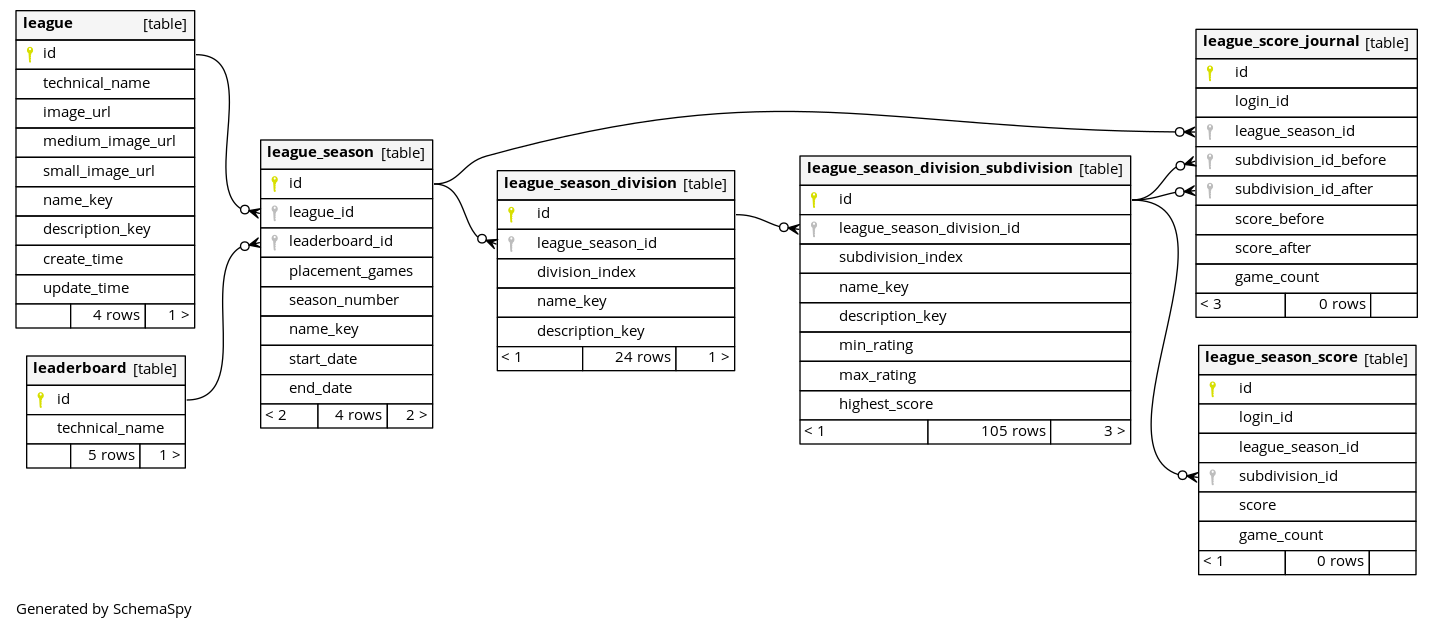 league [table]
id
technical_name
image_url
medium_image_url
small_image_url
name_key
description_key
create_time
update_time
4 rows 1 >
leaderboard [table]
id
technical_name
5 rows 1 >
league_season [table]
id
league_id
leaderboard_id
placement_games
season_number
name_key
start_date
end_date
< 2 4 rows 2 >
league_season_division [table]
id
league_season_id
division_index
name_key
description_key
< 1 24 rows 1 >
league_season_division_subdivision [table]
id
league_season_division_id
subdivision_index
name_key
description_key
min_rating
max_rating
highest_score
< 1 105 rows 3 >
league_score_journal [table]
id
login_id
league_season_id
subdivision_id_before
subdivision_id_after
score_before
score_after
game_count
< 3 0 rows
league_season_score [table]
id
login_id
league_season_id
subdivision_id
score
game_count
< 1 0 rows
Generated by SchemaSpy